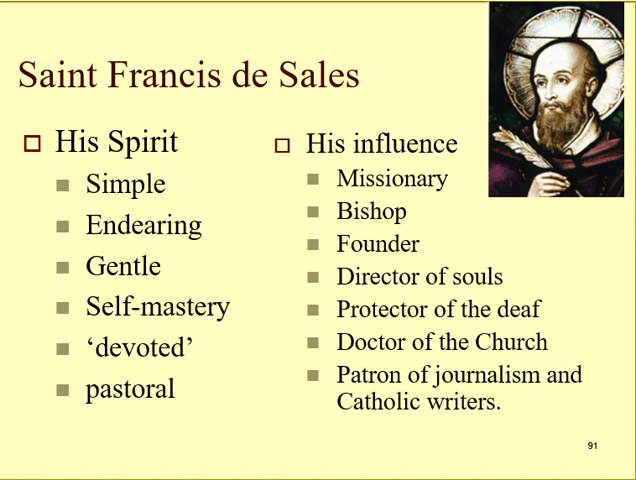 Saint Francis de Sales
His Spirit
Simple
Endearing
Gentle
Self-mastery
‘devoted’
pastoral
His influence
Missionary
Bishop
Founder
Director of souls
Protector of the deaf
Doctor of the Church
Patron of journalism and
Catholic writers.
91